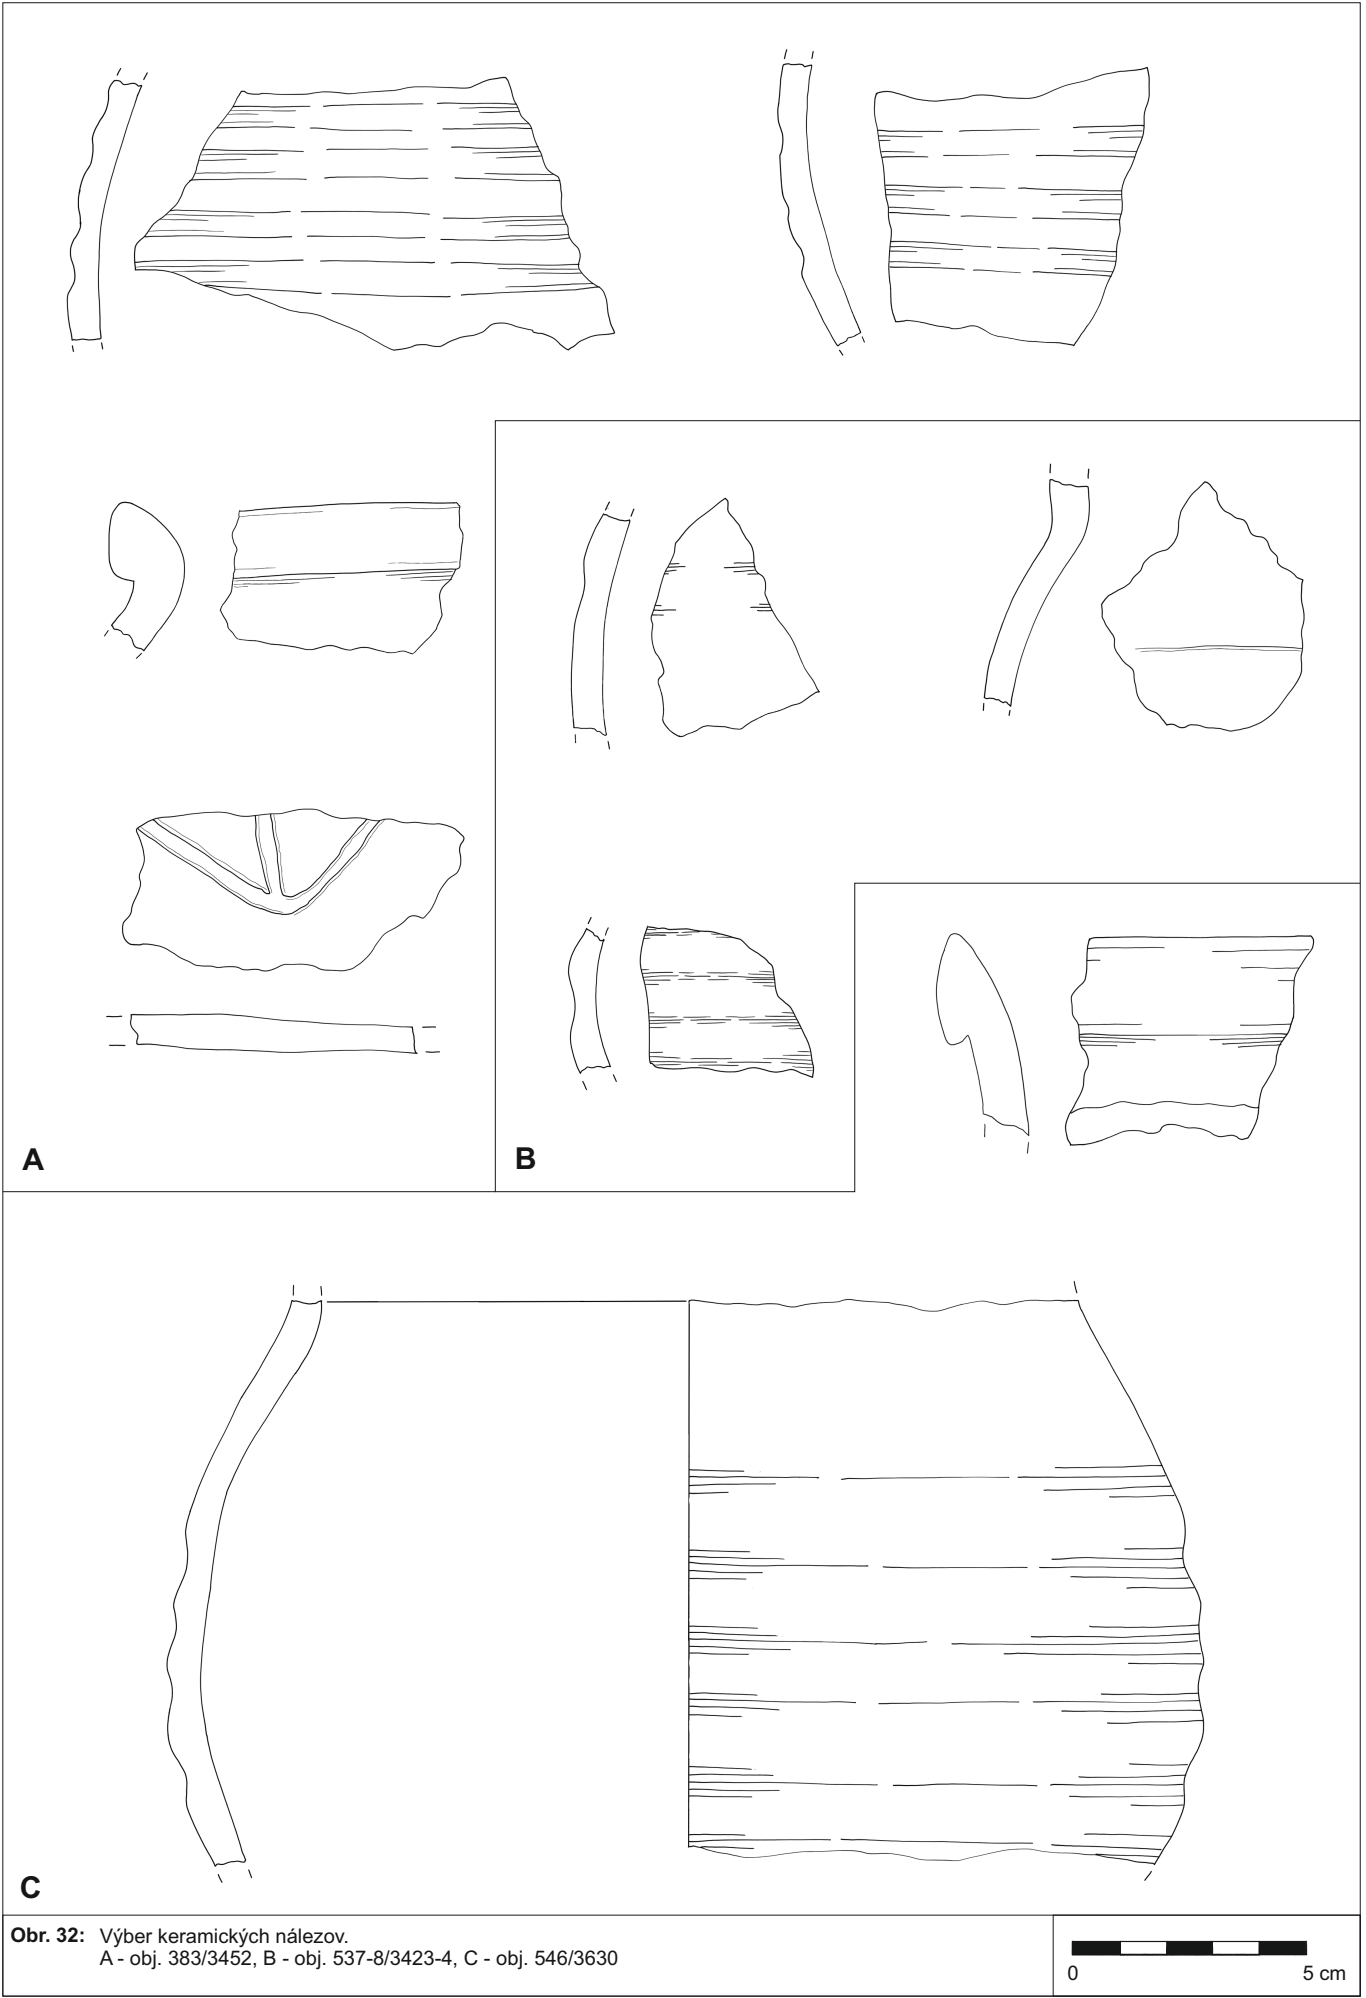 A
B
C
Obr. 32: Výber keramických nálezov.
A - obj. 383/3452, B - obj. 537-8/3423-4, C - obj. 546/3630
0 5 cm